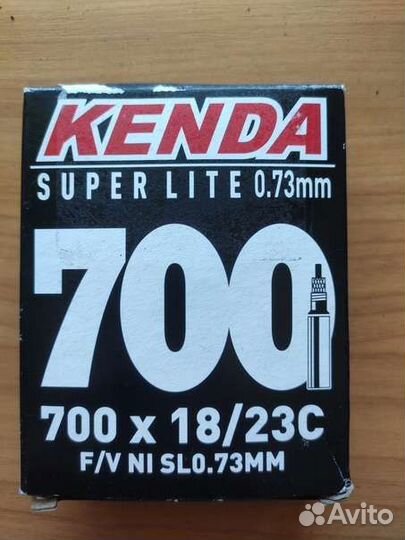 KENDA
SUPER LITE 0.73mm
700
700 x 18/23C
F/V NI SL0.73MM
Avito